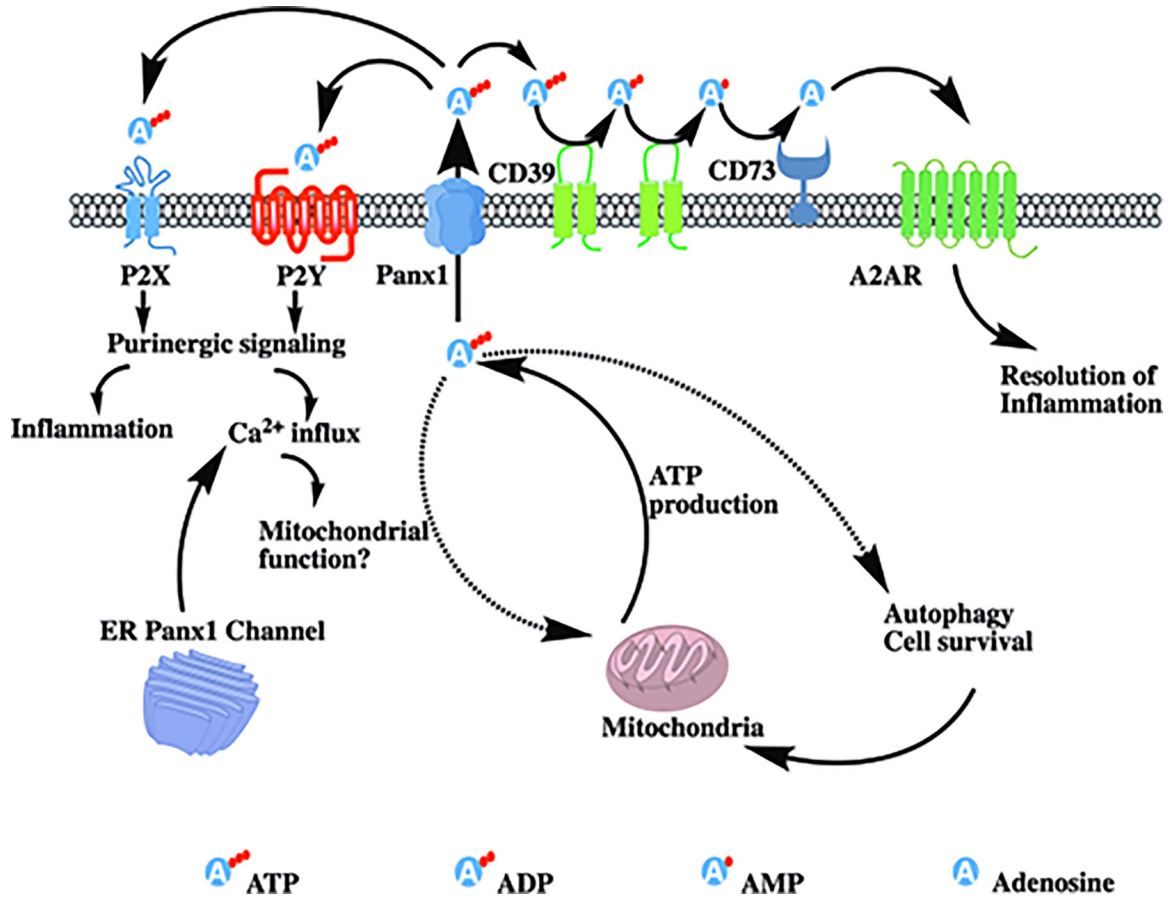 A
A
A
A
A
A
A
CD39
CD73
P2X
P2Y
Panx1
A2AR
Purinergic signaling
A
Inflammation
Ca²⁺ influx
Resolution of
Inflammation
ATP
production
Mitochondrial
function?
ER Panx1 Channel
Autophagy
Cell survival
Mitochondria
A ATP
A ADP
A AMP
A Adenosine